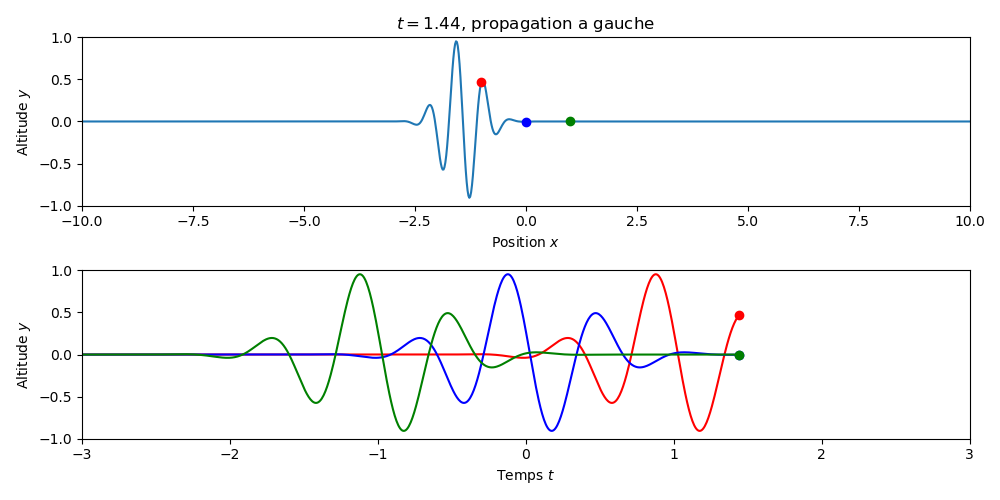 t = 1.44, propagation a gauche
1.0
0.5
0.0
−0.5
−1.0
Altitude y
−10.0 −7.5 −5.0 −2.5 0.0 2.5 5.0 7.5 10.0
Position x
1.0
0.5
0.0
−0.5
−1.0
Altitude y
−3 −2 −1 0 1 2 3
Temps t